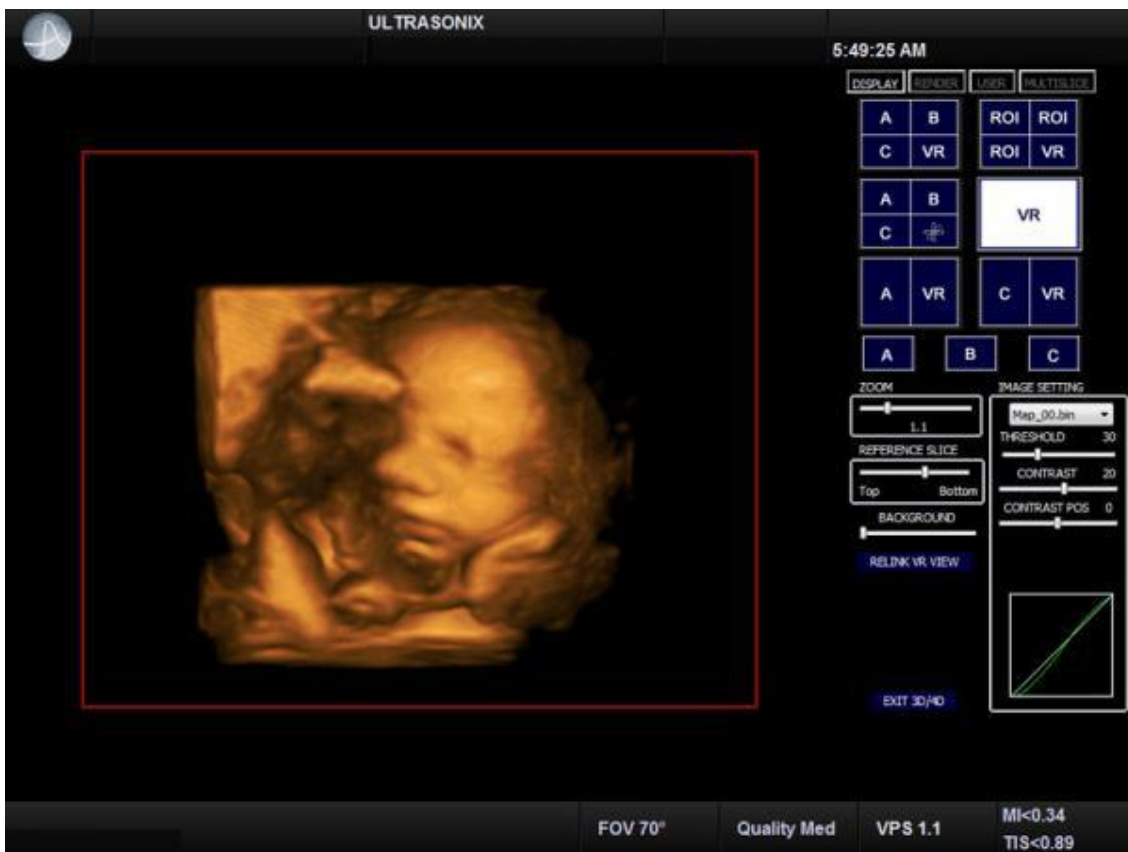 ULTRASONIX
5:49:25 AM
DISPLAY RENDER USER MULTISLICE
A B ROI ROI
C VR ROI VR
A B VR
C
A VR C VR
A B C
ZOOM IMAGE SETTING
Map_00.bin
1.1
THRESHOLD 30
REFERENCE SLICE
CONTRAST 20
Top Bottom
CONTRAST POS 0
BACKGROUND
RELINK VR VIEW
EXIT 3D/4D
FOV 70° Quality Med VPS 1.1 MI<0.34
TIS<0.89